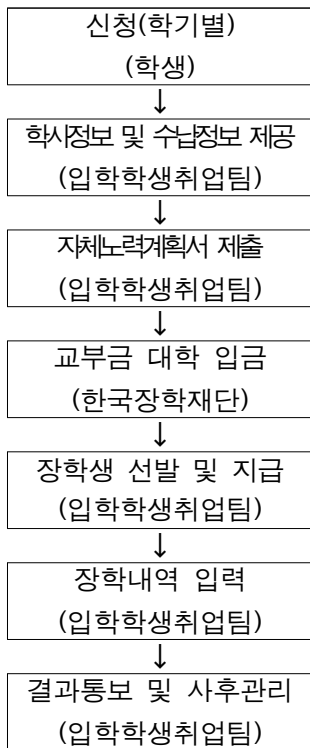 신청(학기별)
(학생)
↓
학사정보 및 수납정보 제공
(입학학생취업팀)
↓
자체노력계획서 제출
(입학학생취업팀)
↓
교부금 대학 입금
(한국장학재단)
↓
장학생 선발 및 지급
(입학학생취업팀)
↓
장학내역 입력
(입학학생취업팀)
↓
결과통보 및 사후관리
(입학학생취업팀)